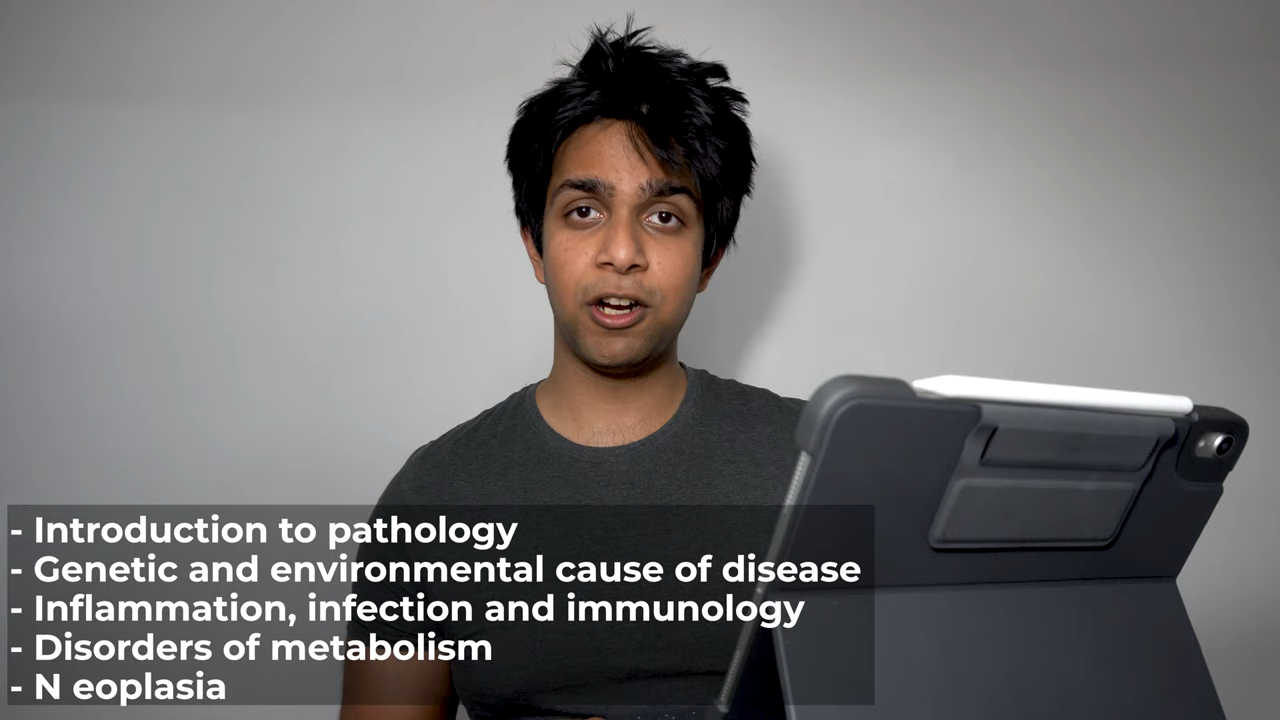 - Introduction to pathology
- Genetic and environmental cause of disease
- Inflammation, infection and immunology
- Disorders of metabolism
- N eoplasia